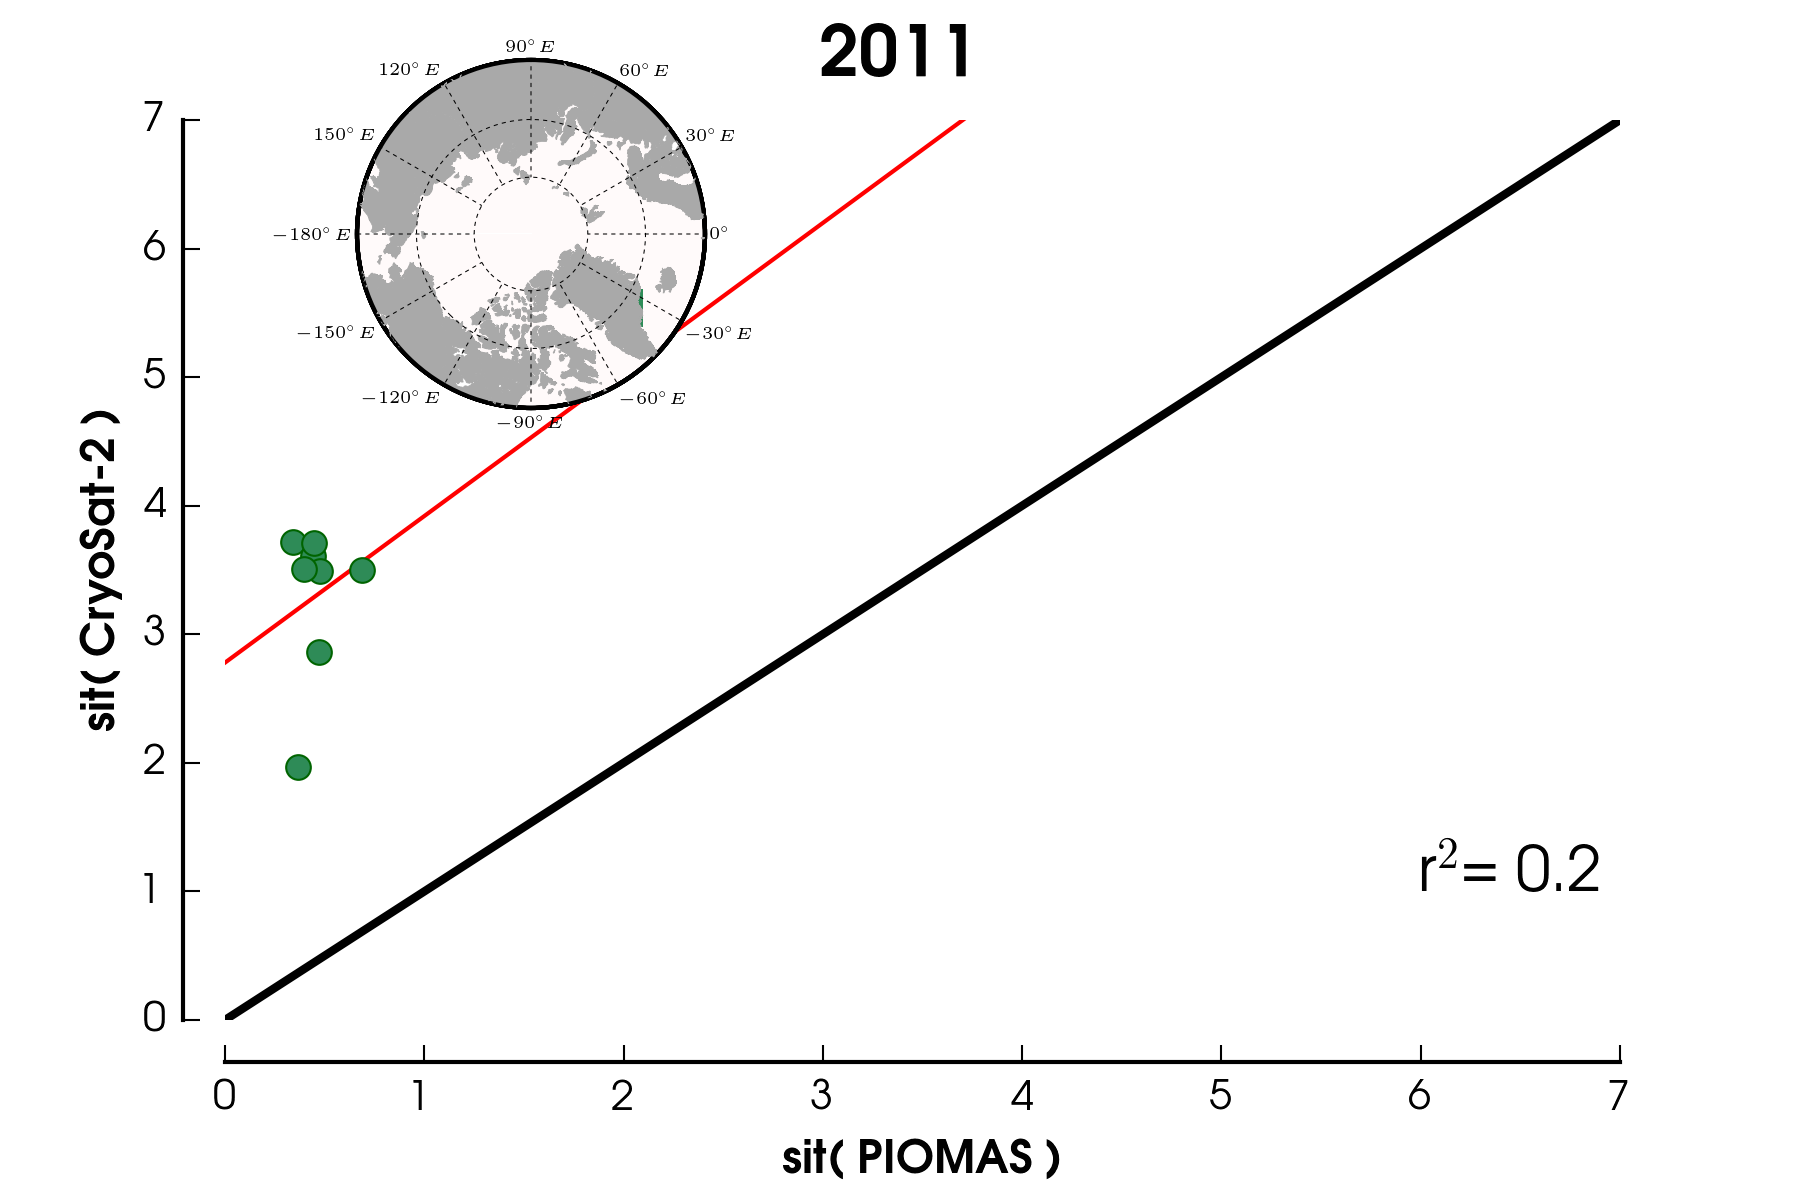 2011
90° E
120° E
60° E
150° E
30° E
−180° E
0°
−150° E
−30° E
−120° E
−60° E
−90° E
7
6
5
4
3
2
1
0
sit( CryoSat-2 )
r²= 0.2
0 1 2 3 4 5 6 7
sit( PIOMAS )